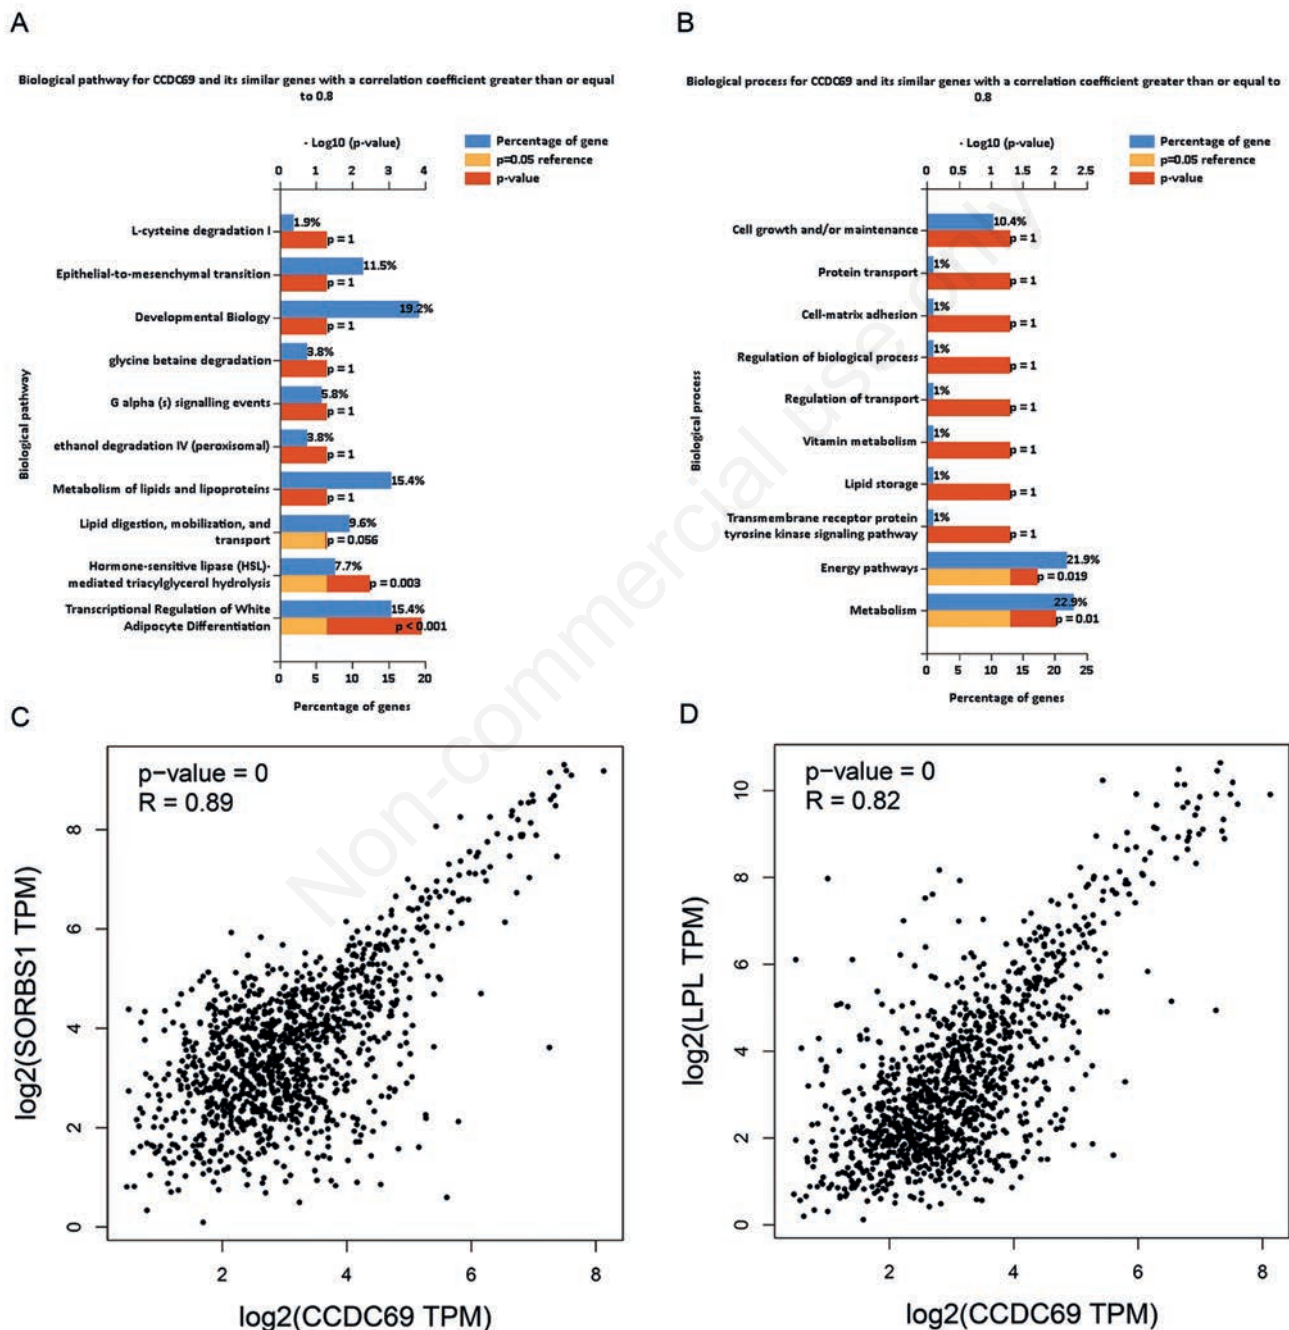 A
Biological pathway for CCDC69 and its similar genes with a correlation coefficient greater than or equal
to 0.8
- Log10 (p-value)
0 1 2 3 4
Percentage of gene
p=0.05 reference
p-value
Biological pathway
L-cysteine degradation I
1.9%
p = 1
Epithelial-to-mesenchymal transition
11.5%
p = 1
Developmental Biology
19.2%
p = 1
glycine betaine degradation
3.8%
p = 1
G alpha (s) signalling events
5.8%
p = 1
ethanol degradation IV (peroxisomal)
3.8%
p = 1
Metabolism of lipids and lipoproteins
15.4%
p = 1
Lipid digestion, mobilization, and
transport
9.6%
p = 0.056
Hormone-sensitive lipase (HSL)-
mediated triacylglycerol hydrolysis
7.7%
p = 0.003
Transcriptional Regulation of White
Adipocyte Differentiation
15.4%
p < 0.001
0 5 10 15 20
Percentage of genes
B
Biological process for CCDC69 and its similar genes with a correlation coefficient greater than or equal to
0.8
- Log10 (p-value)
0 0.5 1 1.5 2 2.5
Percentage of gene
p=0.05 reference
p-value
Biological process
Cell growth and/or maintenance
10.4%
p = 1
Protein transport
1%
p = 1
Cell-matrix adhesion
1%
p = 1
Regulation of biological process
1%
p = 1
Regulation of transport
1%
p = 1
Vitamin metabolism
1%
p = 1
Lipid storage
1%
p = 1
Transmembrane receptor protein
tyrosine kinase signaling pathway
1%
p = 1
Energy pathways
21.9%
p = 0.019
Metabolism
22.9%
p = 0.01
0 5 10 15 20 25
Percentage of genes
Non-commercial use only
C
p-value = 0
R = 0.89
log2(SORBS1 TPM)
8
6
4
2
0
2 4 6 8
log2(CCDC69 TPM)
D
p-value = 0
R = 0.82
log2(LPL TPM)
10
8
6
4
2
0
2 4 6 8
log2(CCDC69 TPM)